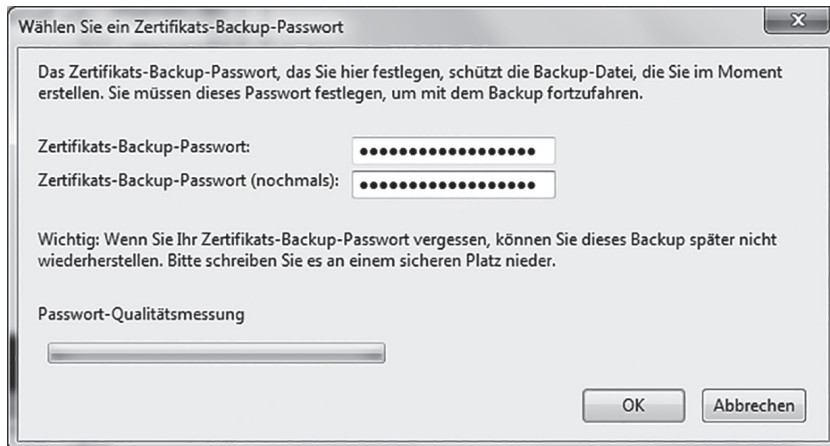 Wählen Sie ein Zertifikats-Backup-Passwort
Das Zertifikats-Backup-Passwort, das Sie hier festlegen, schützt die Backup-Datei, die Sie im Moment
erstellen. Sie müssen dieses Passwort festlegen, um mit dem Backup fortzufahren.
Zertifikats-Backup-Passwort:
Zertifikats-Backup-Passwort (nochmals):
Wichtig: Wenn Sie Ihr Zertifikats-Backup-Passwort vergessen, können Sie dieses Backup später nicht
wiederherstellen. Bitte schreiben Sie es an einem sicheren Platz nieder.
Passwort-Qualitätsmessung
OK Abbrechen